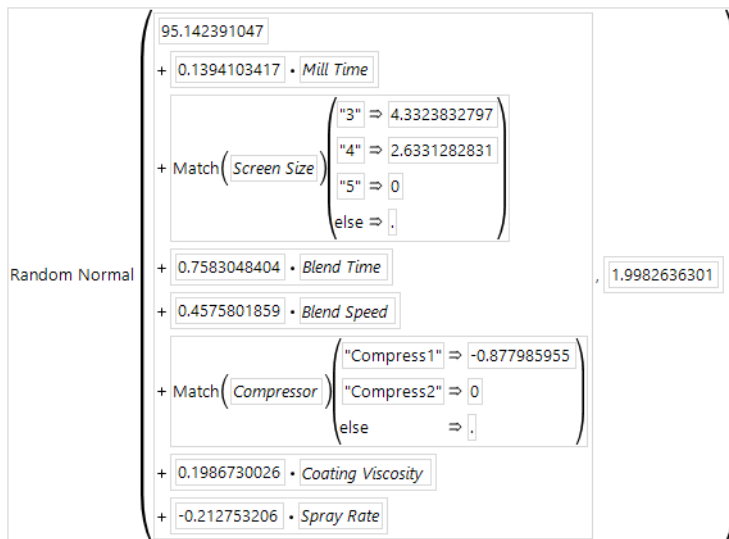 95.142391047
+ 0.1394103417 • Mill Time
"3" ⇒ 4.3323832797
"4" ⇒ 2.6331282831
+ Match(Screen Size)
"5" ⇒ 0
else ⇒ .
Random Normal
+ 0.7583048404 • Blend Time
, 1.9982636301
+ 0.4575801859 • Blend Speed
"Compress1" ⇒ -0.877985955
+ Match(Compressor)
"Compress2" ⇒ 0
else ⇒ .
+ 0.1986730026 • Coating Viscosity
+ -0.212753206 • Spray Rate